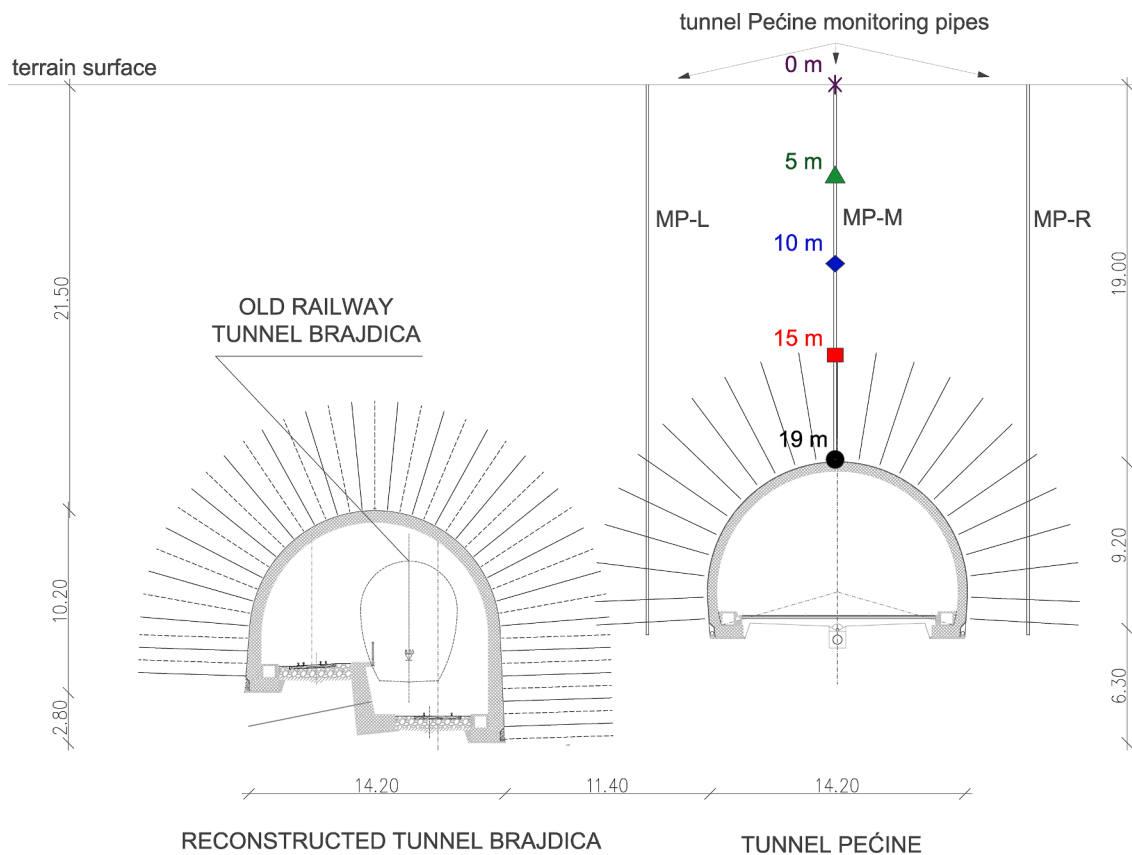 tunnel Pećine monitoring pipes
terrain surface
0 m
5 m
MP-L
MP-M
MP-R
10 m
21.50
19.00
OLD RAILWAY
TUNNEL BRAJDICA
15 m
19 m
10.20
9.20
2.80
6.30
14.20
11.40
14.20
RECONSTRUCTED TUNNEL BRAJDICA
TUNNEL PEĆINE